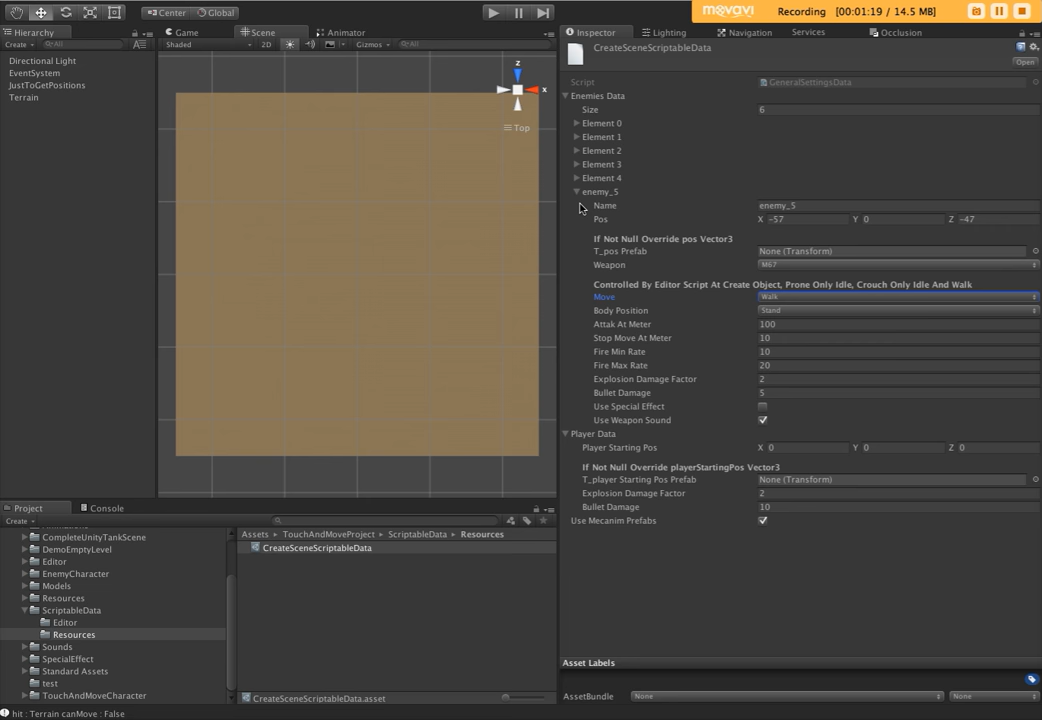 Center Global
movavi Recording [00:01:19 / 14.5 MB]
Hierarchy
Create All
Directional Light
EventSystem
JustToGetPositions
Terrain
Game Scene Animator
Shaded 2D Gizmos All
z
x
Top
Inspector Lighting Navigation Services Occlusion
CreateSceneScriptableData
Open
Script GeneralSettingsData
Enemies Data
Size 6
Element 0
Element 1
Element 2
Element 3
Element 4
enemy_5
Name enemy_5
Pos X -57 Y 0 Z -47
If Not Null Override pos Vector3
T_pos Prefab None (Transform)
Weapon M67
Controlled By Editor Script At Create Object, Prone Only Idle, Crouch Only Idle And Walk
Move Walk
Body Position Stand
Attak At Meter 100
Stop Move At Meter 10
Fire Min Rate 10
Fire Max Rate 20
Explosion Damage Factor 2
Bullet Damage 5
Use Special Effect
Use Weapon Sound
Player Data
Player Starting Pos X 0 Y 0 Z 0
If Not Null Override playerStartingPos Vector3
T_player Starting Pos Prefab None (Transform)
Explosion Damage Factor 2
Bullet Damage 10
Use Mecanim Prefabs
Asset Labels
AssetBundle None None
Project Console
Create
CompleteUnityTankScene
DemoEmptyLevel
Editor
EnemyCharacter
Models
Resources
ScriptableData
Editor
Resources
Sounds
SpecialEffect
Standard Assets
test
TouchAndMoveCharacter
Assets TouchAndMoveProject ScriptableData Resources
CreateSceneScriptableData
CreateSceneScriptableData.asset
hit : Terrain canMove : False